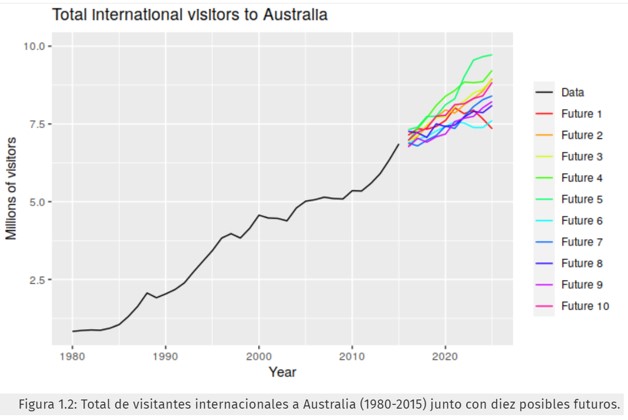 Total international visitors to Australia
Millions of visitors
10.0
7.5
5.0
2.5
1980
1990
2000
2010
2020
Year
Data
Future 1
Future 2
Future 3
Future 4
Future 5
Future 6
Future 7
Future 8
Future 9
Future 10
Figura 1.2: Total de visitantes internacionales a Australia (1980-2015) junto con diez posibles futuros.